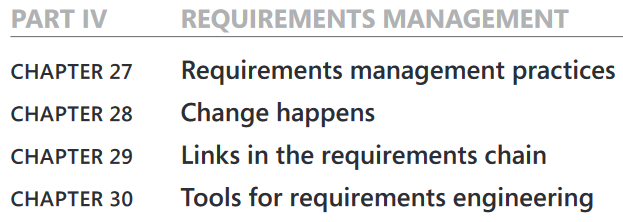 PART IV REQUIREMENTS MANAGEMENT
CHAPTER 27 Requirements management practices
CHAPTER 28 Change happens
CHAPTER 29 Links in the requirements chain
CHAPTER 30 Tools for requirements engineering